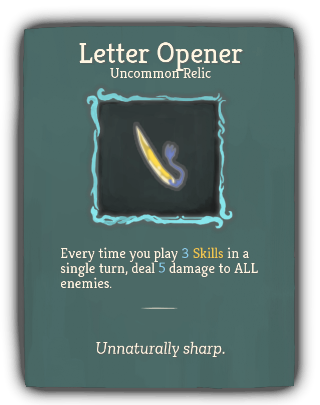 Letter Opener
Uncommon Relic
Every time you play 3 Skills in a
single turn, deal 5 damage to ALL
enemies.
Unnaturally sharp.